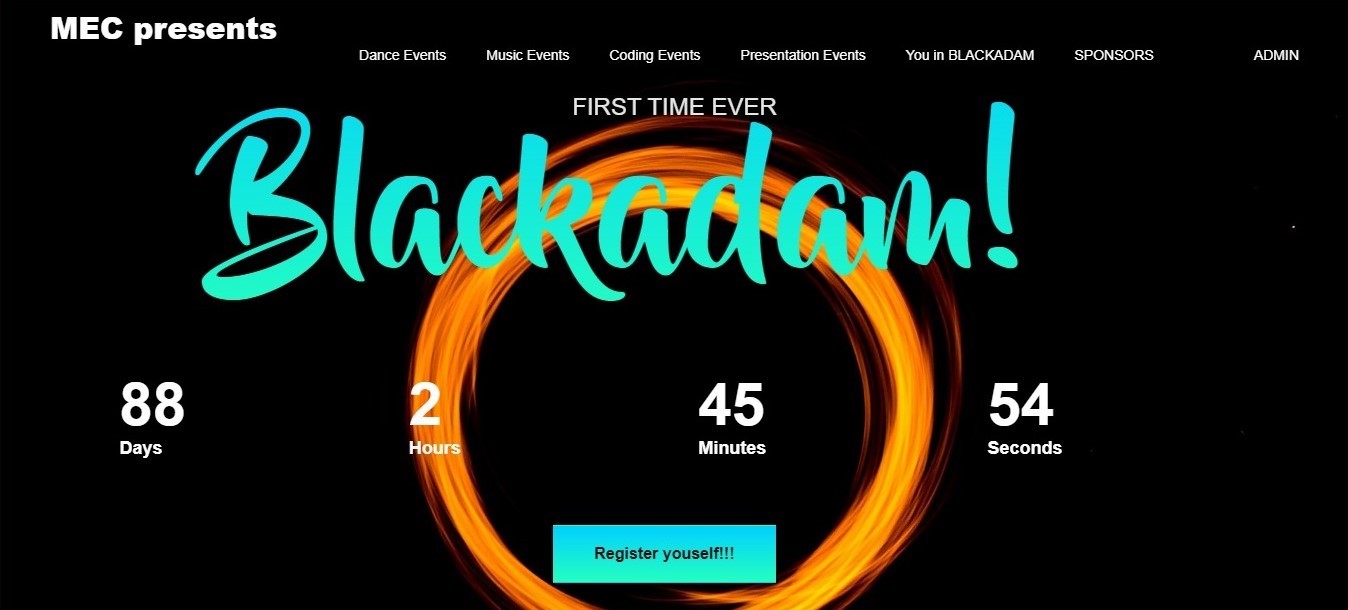 MEC presents
Dance Events Music Events Coding Events Presentation Events You in BLACKADAM SPONSORS ADMIN
FIRST TIME EVER
Blackadam!
88 2 45 54
Days Hours Minutes Seconds
Register youself!!!